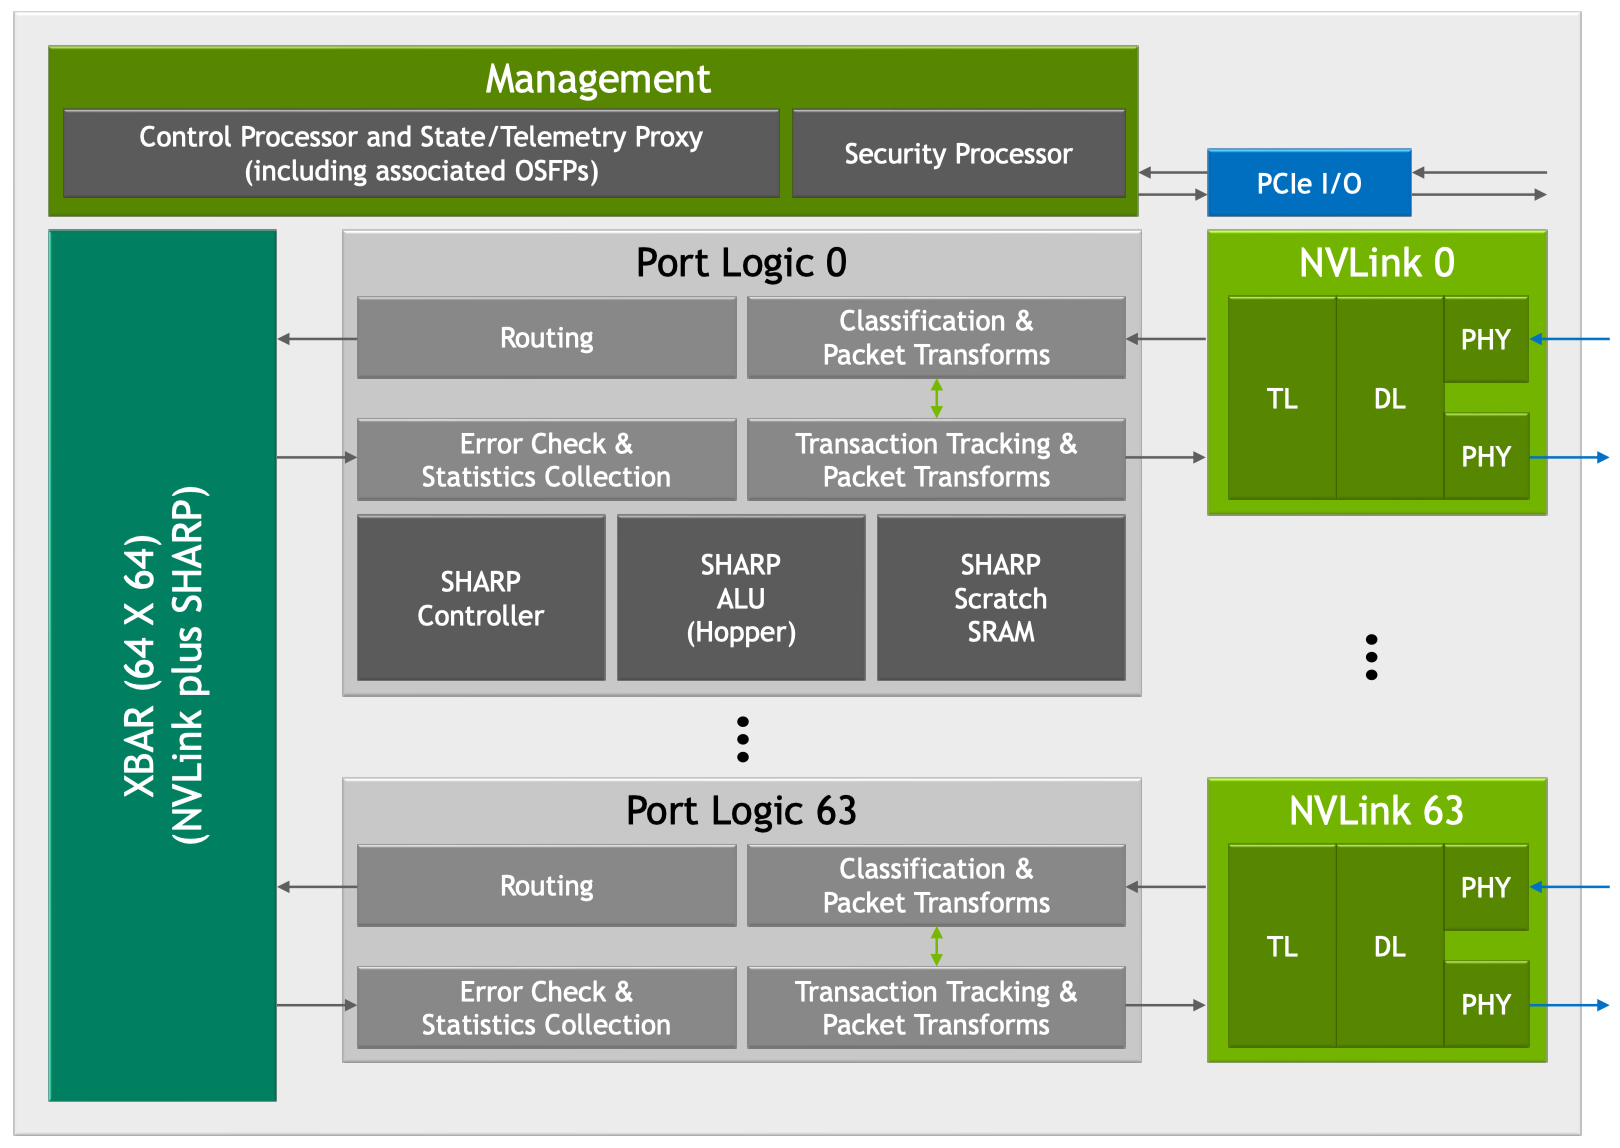 Management
Control Processor and State/Telemetry Proxy
(including associated OSFPs)
Security Processor
PCIe I/O
XBAR (64 X 64)
(NVLink plus SHARP)
Port Logic 0
Routing
Classification &
Packet Transforms
Error Check &
Statistics Collection
Transaction Tracking &
Packet Transforms
SHARP
Controller
SHARP
ALU
(Hopper)
SHARP
Scratch
SRAM
NVLink 0
TL
DL
PHY
PHY
Port Logic 63
Routing
Classification &
Packet Transforms
Error Check &
Statistics Collection
Transaction Tracking &
Packet Transforms
NVLink 63
TL
DL
PHY
PHY